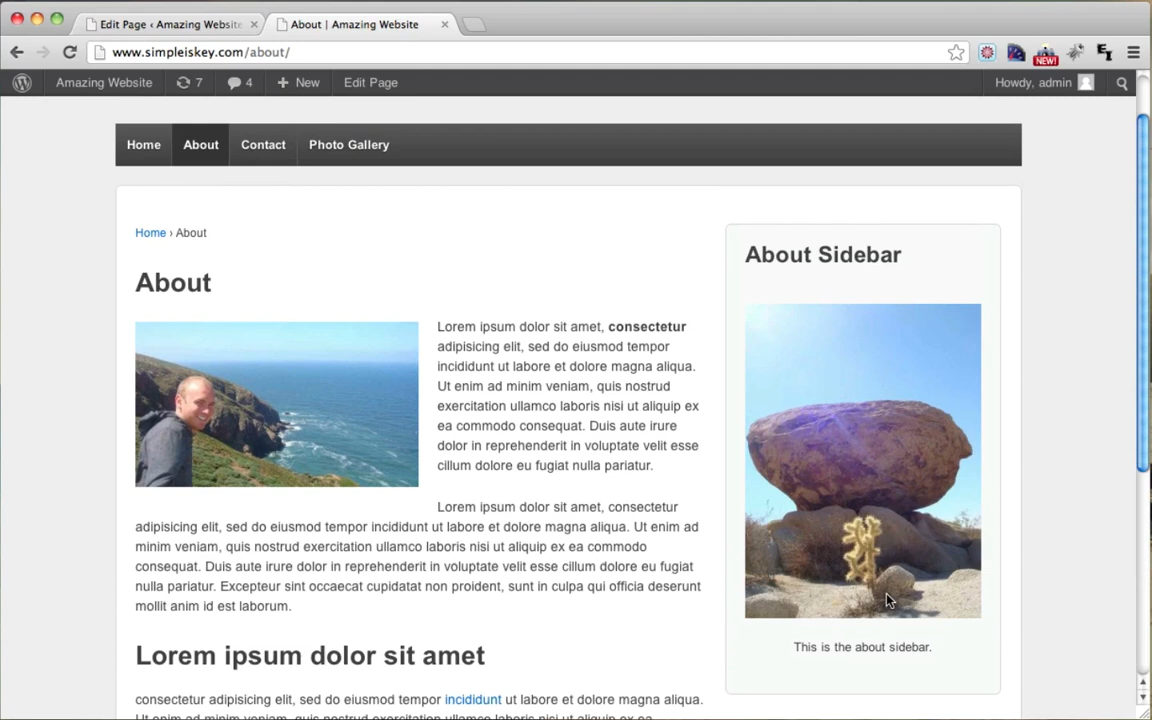 Edit Page ‹ Amazing Website
About | Amazing Website
www.simpleiskey.com/about/
NEW!
Amazing Website
7
4
New
Edit Page
Howdy, admin
Home
About
Contact
Photo Gallery
Home › About
About
Lorem ipsum dolor sit amet, consectetur
adipisicing elit, sed do eiusmod tempor
incididunt ut labore et dolore magna aliqua.
Ut enim ad minim veniam, quis nostrud
exercitation ullamco laboris nisi ut aliquip ex
ea commodo consequat. Duis aute irure
dolor in reprehenderit in voluptate velit esse
cillum dolore eu fugiat nulla pariatur.
Lorem ipsum dolor sit amet, consectetur
adipisicing elit, sed do eiusmod tempor incididunt ut labore et dolore magna aliqua. Ut enim ad
minim veniam, quis nostrud exercitation ullamco laboris nisi ut aliquip ex ea commodo
consequat. Duis aute irure dolor in reprehenderit in voluptate velit esse cillum dolore eu fugiat
nulla pariatur. Excepteur sint occaecat cupidatat non proident, sunt in culpa qui officia deserunt
mollit anim id est laborum.
Lorem ipsum dolor sit amet
consectetur adipisicing elit, sed do eiusmod tempor incididunt ut labore et dolore magna aliqua.
Ut enim ad minim veniam, quis nostrud exercitation ullamco laboris nisi ut aliquip ex ea
About Sidebar
This is the about sidebar.